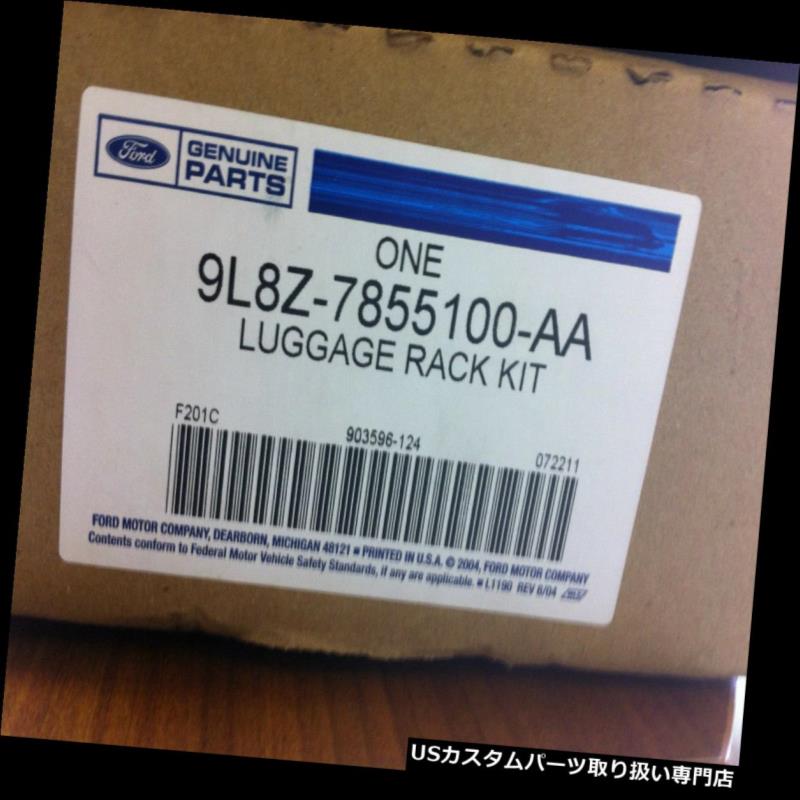 Ford
GENUINE
PARTS
ONE
9L8Z-7855100-AA
LUGGAGE RACK KIT
F201C
903596-124
072211
FORD MOTOR COMPANY, DEARBORN, MICHIGAN 48121 ■ PRINTED IN U.S.A. © 2004, FORD MOTOR COMPANY
Contents conform to Federal Motor Vehicle Safety Standards, if any are applicable. ■ L1190 REV 6/04
USカスタムパーツ取り扱い専門店